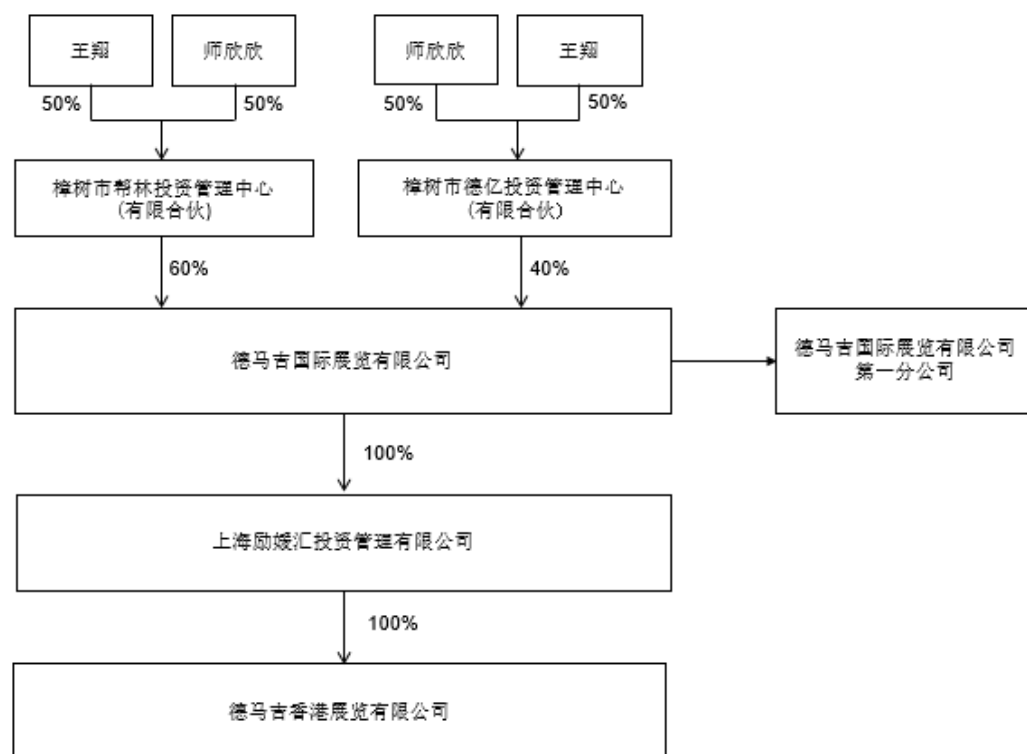 王翔
师欣欣
师欣欣
王翔
50%
50%
50%
50%
樟树市帮林投资管理中心
(有限合伙)
樟树市德亿投资管理中心
(有限合伙)
60%
40%
德马吉国际展览有限公司
德马吉国际展览有限公司
第一分公司
100%
上海励媛汇投资管理有限公司
100%
德马吉香港展览有限公司